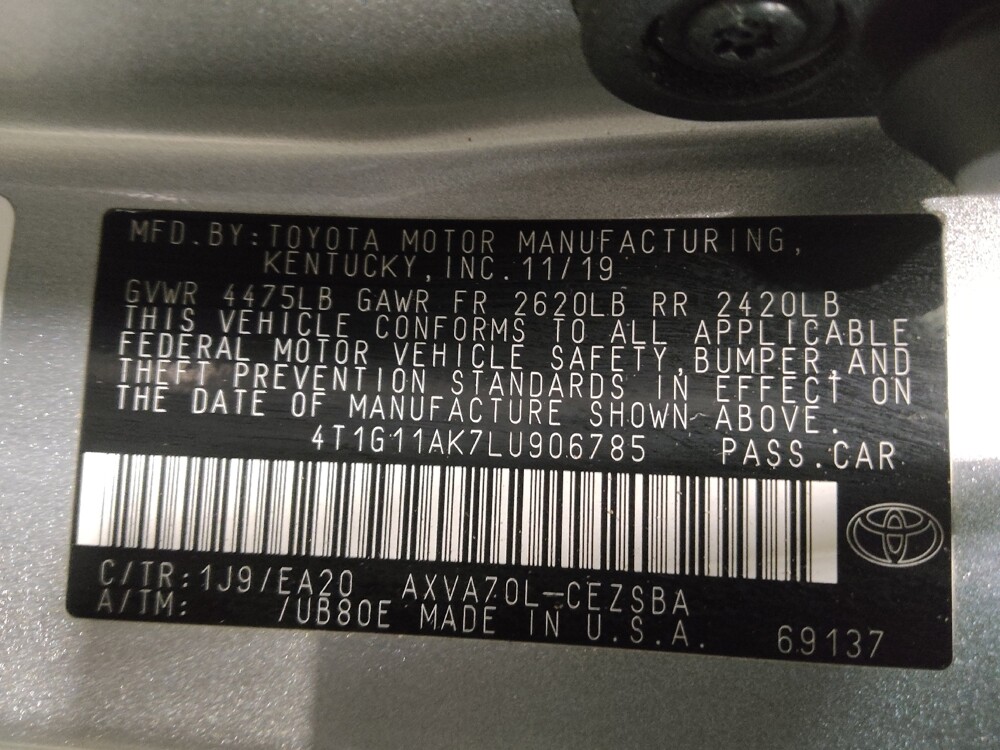 MFD.BY:TOYOTA MOTOR MANUFACTURING,
KENTUCKY,INC. 11/19
GVWR 4475LB GAWR FR 2620LB RR 2420LB
THIS VEHICLE CONFORMS TO ALL APPLICABLE
FEDERAL MOTOR VEHICLE SAFETY,BUMPER,AND
THEFT PREVENTION STANDARDS IN EFFECT ON
THE DATE OF MANUFACTURE SHOWN ABOVE.
4T1G11AK7LU906785 PASS.CAR
C/TR:1J9/EA20 AXVA70L-CEZSBA
A/TM: /UB80E MADE IN U.S.A. 69137